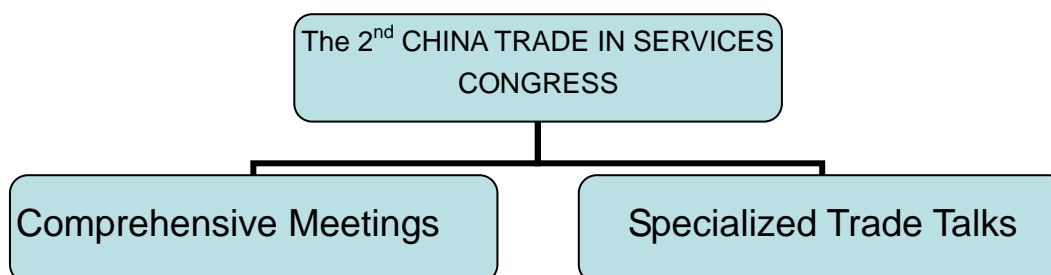 The 2nd CHINA TRADE IN SERVICES
CONGRESS
Comprehensive Meetings
Specialized Trade Talks